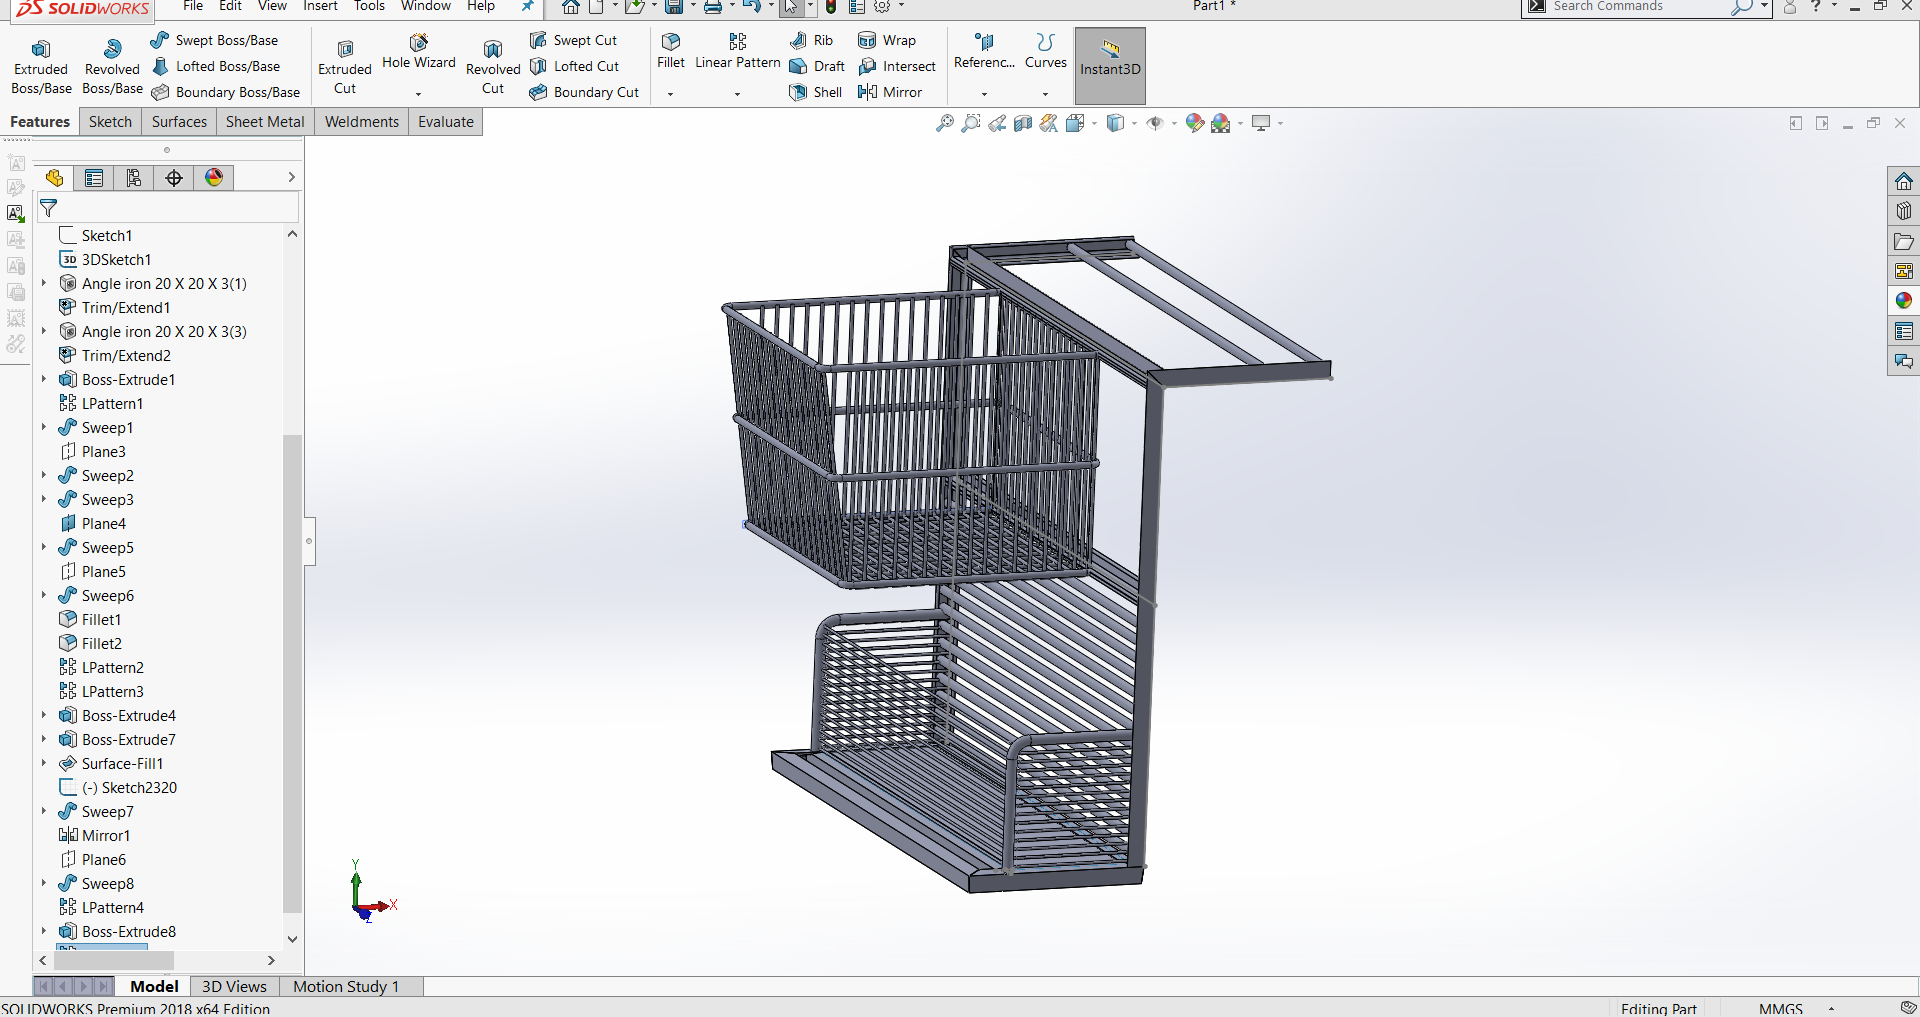 DS SOLIDWORKS File Edit View Insert Tools Window Help Part1 * Search Commands ?
Extruded Boss/Base
Revolved Boss/Base
Swept Boss/Base
Lofted Boss/Base
Boundary Boss/Base
Extruded Cut
Hole Wizard
Revolved Cut
Swept Cut
Lofted Cut
Boundary Cut
Fillet
Linear Pattern
Rib
Draft
Shell
Wrap
Intersect
Mirror
Referenc...
Curves
Instant3D
Features Sketch Surfaces Sheet Metal Weldments Evaluate
Sketch1
3D 3DSketch1
Angle iron 20 X 20 X 3(1)
Trim/Extend1
Angle iron 20 X 20 X 3(3)
Trim/Extend2
Boss-Extrude1
LPattern1
Sweep1
Plane3
Sweep2
Sweep3
Plane4
Sweep5
Plane5
Sweep6
Fillet1
Fillet2
LPattern2
LPattern3
Boss-Extrude4
Boss-Extrude7
Surface-Fill1
(-) Sketch2320
Sweep7
Mirror1
Plane6
Sweep8
LPattern4
Boss-Extrude8
Y
X
Z
Model 3D Views Motion Study 1
SOLIDWORKS Premium 2018 x64 Edition Editing Part MMGS